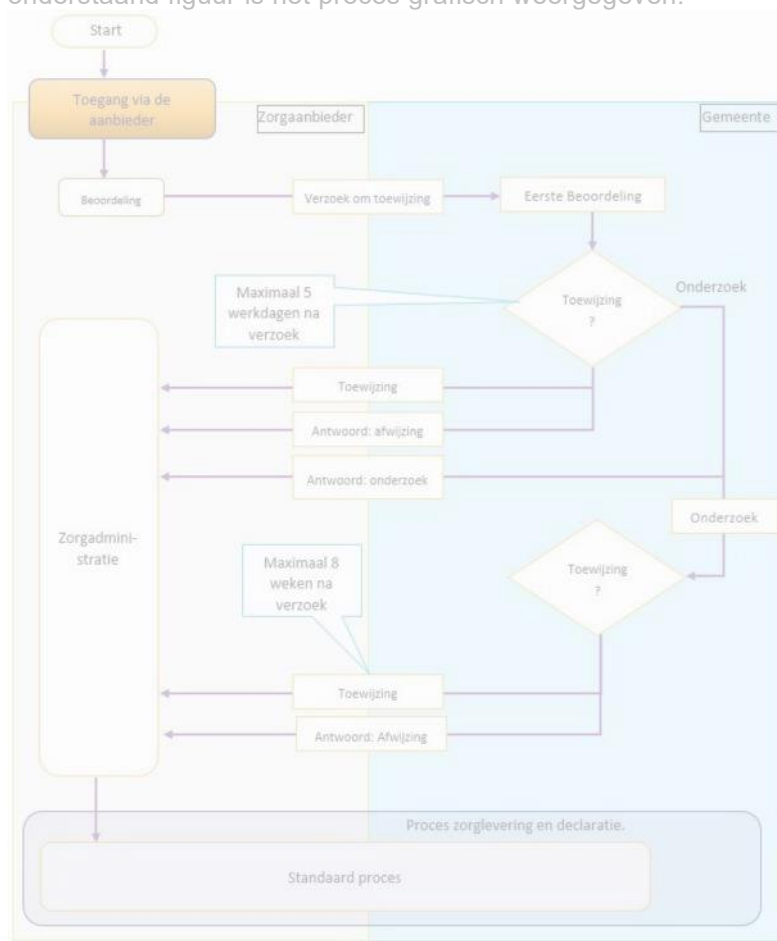 onderstaand figuur is het proces grafisch weergegeven.
Start
Toegang via de
aanbieder
Zorgaanbieder
Gemeente
Beoordeling
Verzoek om toewijzing
Eerste Beoordeling
Maximaal 5
werkdagen na
verzoek
Toewijzing
?
Onderzoek
Toewijzing
Antwoord: afwijzing
Antwoord: onderzoek
Onderzoek
Zorgadmini-
stratie
Maximaal 8
weken na
verzoek
Toewijzing
?
Toewijzing
Antwoord: Afwijzing
Proces zorglevering en declaratie.
Standaard proces